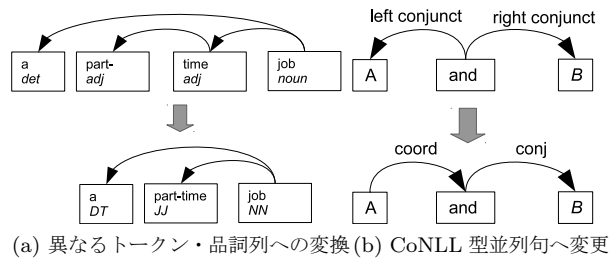 left conjunct right conjunct
a part- time job
det adj adj noun
A and B
coord conj
a part-time job
DT JJ NN
A and B
(a) 異なるトークン・品詞列への変換 (b) CoNLL 型並列句へ変更